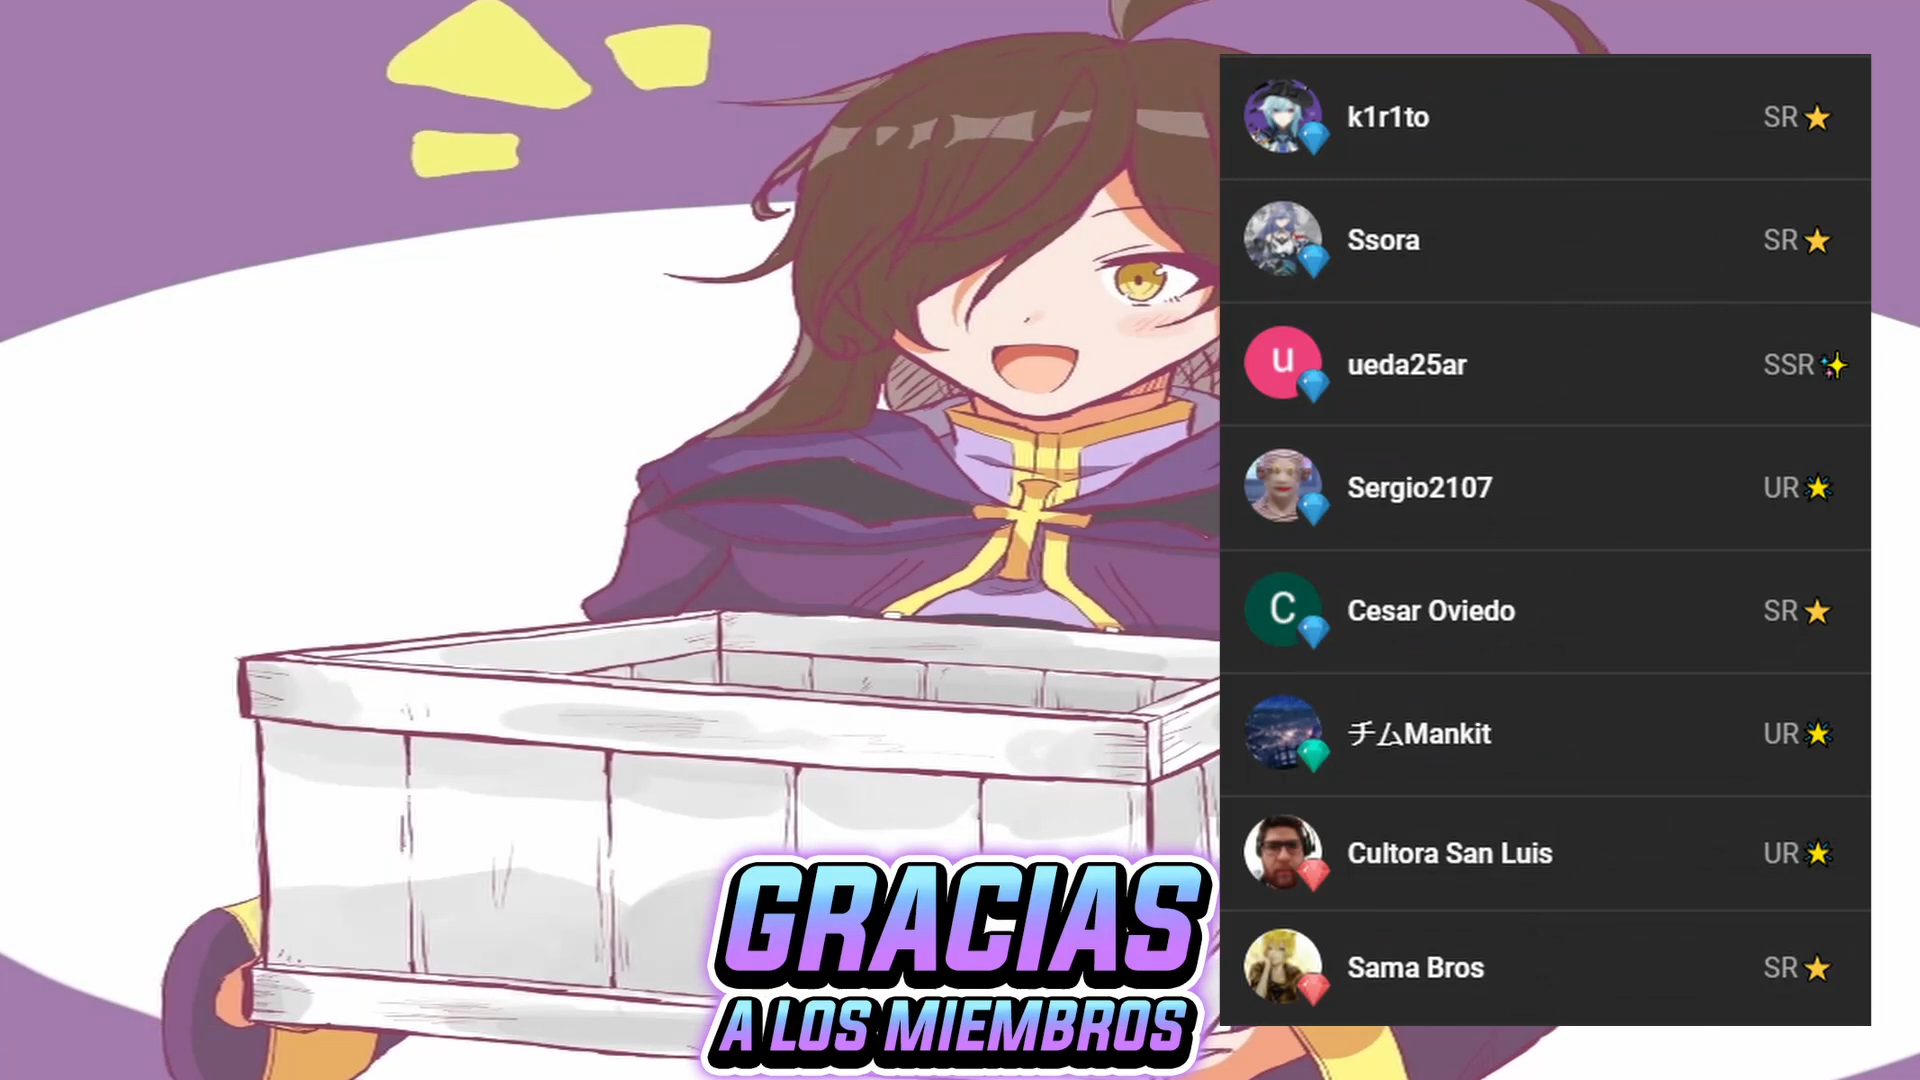 k1r1to SR
Ssora SR
u
ueda25ar SSR
Sergio2107 UR
C
Cesar Oviedo SR
チムMankit UR
Cultora San Luis UR
Sama Bros SR
GRACIAS
A LOS MIEMBROS